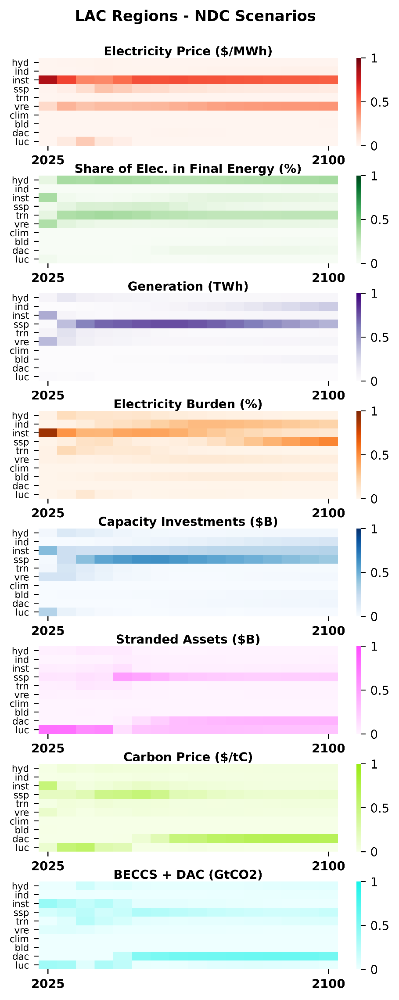 LAC Regions - NDC Scenarios
Electricity Price ($/MWh)
hyd
ind
inst
ssp
trn
vre
clim
bld
dac
luc
1
0.5
0
2025 2100
Share of Elec. in Final Energy (%)
hyd
ind
inst
ssp
trn
vre
clim
bld
dac
luc
1
0.5
0
2025 2100
Generation (TWh)
hyd
ind
inst
ssp
trn
vre
clim
bld
dac
luc
1
0.5
0
2025 2100
Electricity Burden (%)
hyd
ind
inst
ssp
trn
vre
clim
bld
dac
luc
1
0.5
0
2025 2100
Capacity Investments ($B)
hyd
ind
inst
ssp
trn
vre
clim
bld
dac
luc
1
0.5
0
2025 2100
Stranded Assets ($B)
hyd
ind
inst
ssp
trn
vre
clim
bld
dac
luc
1
0.5
0
2025 2100
Carbon Price ($/tC)
hyd
ind
inst
ssp
trn
vre
clim
bld
dac
luc
1
0.5
0
2025 2100
BECCS + DAC (GtCO2)
hyd
ind
inst
ssp
trn
vre
clim
bld
dac
luc
1
0.5
0
2025 2100